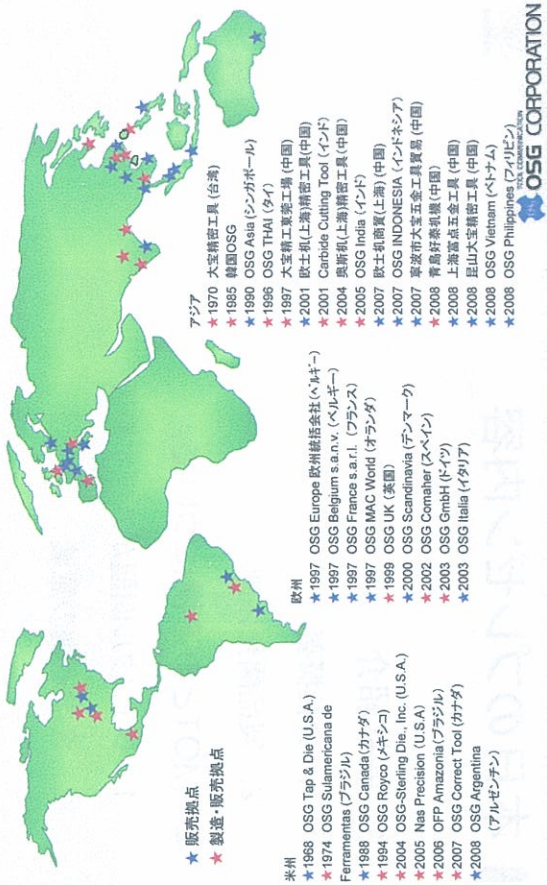 ★ 販売拠点
★ 製造・販売拠点
米州
★1968 OSG Tap & Die (U.S.A.)
★1974 OSG Sulamericana de
Ferramentas (ブラジル)
★1988 OSG Canada (カナダ)
★1994 OSG Royco (メキシコ)
★2004 OSG-Sterling Die., Inc. (U.S.A.)
★2005 Nas Precision (U.S.A)
★2006 OFP Amazonia (ブラジル)
★2007 OSG Correct Tool (カナダ)
★2008 OSG Argentina
(アルゼンチン)
欧州
★1997 OSG Europe 欧州統括会社 (ベルギー)
★1997 OSG Belgium s.a.n.v. (ベルギー)
★1997 OSG France s.a.r.l. (フランス)
★1997 OSG MAC World (オランダ)
★1999 OSG UK (英国)
★2000 OSG Scandinavia (デンマーク)
★2002 OSG Comaher (スペイン)
★2003 OSG GmbH (ドイツ)
★2003 OSG Italia (イタリア)
アジア
★1970 大宝精密工具 (台湾)
★1985 韓国OSG
★1990 OSG Asia (シンガポール)
★1996 OSG THAI (タイ)
★1997 大宝精工東莞工場 (中国)
★2001 欧士机(上海)精密工具(中国)
★2001 Carbide Cutting Tool (インド)
★2004 奥斯机(上海)精密工具 (中国)
★2005 OSG India (インド)
★2007 欧士机商貿(上海) (中国)
★2007 OSG INDONESIA (インドネシア)
★2007 寧波市大宝五金工具貿易 (中国)
★2008 青島好泰機機 (中国)
★2008 上海富点五金工具 (中国)
★2008 昆山大宝精密工具 (中国)
★2008 OSG Vietnam (ベトナム)
★2008 OSG Philippines (フィリピン)
TOOL COMMUNICATION
OSG CORPORATION